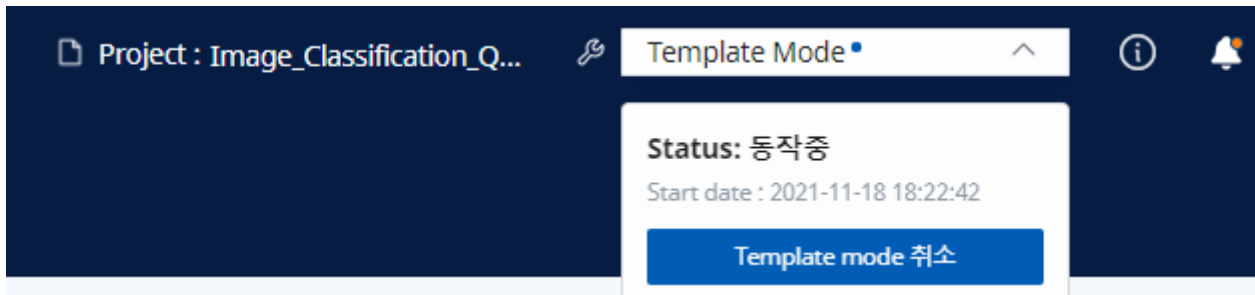 Project : Image_Classification_Q... Template Mode
Status: 동작중
Start date : 2021-11-18 18:22:42
Template mode 취소